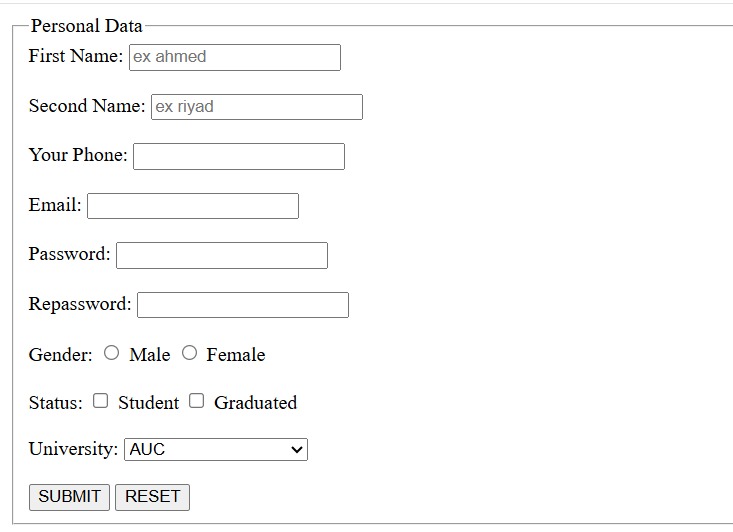 Personal Data
First Name: ex ahmed
Second Name: ex riyad
Your Phone:
Email:
Password:
Repassword:
Gender: Male Female
Status: Student Graduated
University: AUC
SUBMIT RESET